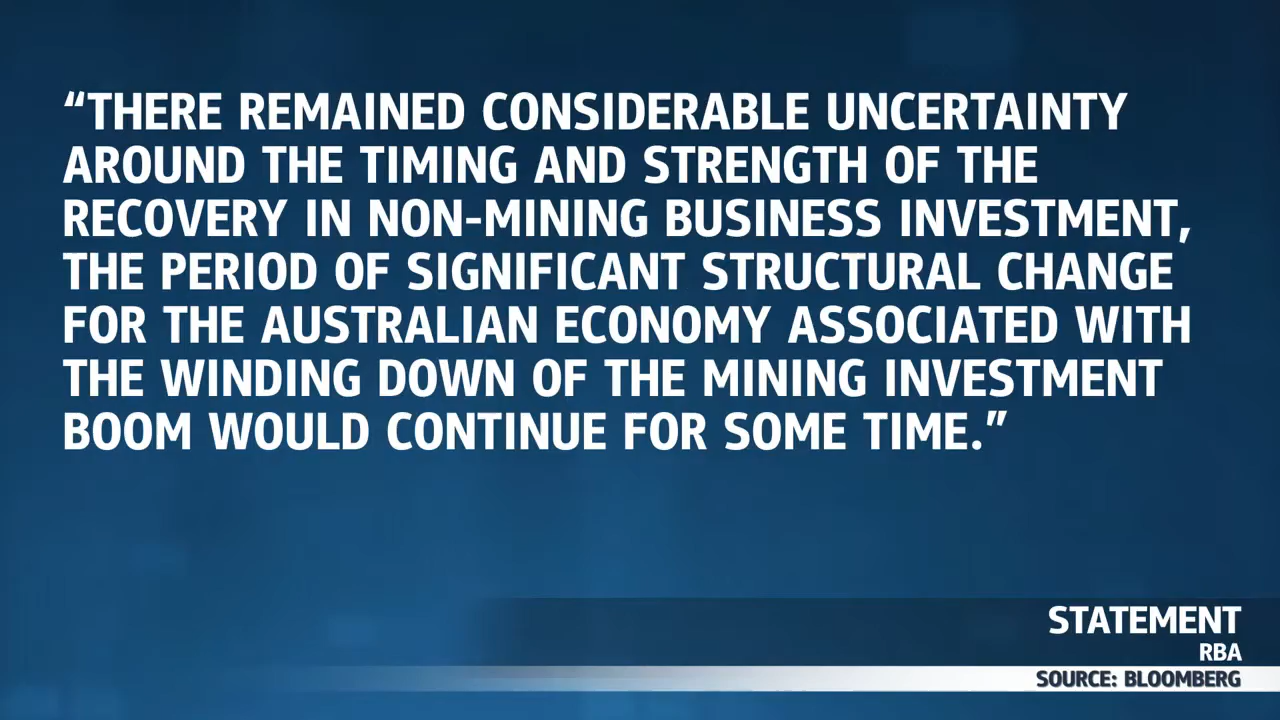 “THERE REMAINED CONSIDERABLE UNCERTAINTY
AROUND THE TIMING AND STRENGTH OF THE
RECOVERY IN NON-MINING BUSINESS INVESTMENT,
THE PERIOD OF SIGNIFICANT STRUCTURAL CHANGE
FOR THE AUSTRALIAN ECONOMY ASSOCIATED WITH
THE WINDING DOWN OF THE MINING INVESTMENT
BOOM WOULD CONTINUE FOR SOME TIME.”
STATEMENT
RBA
SOURCE: BLOOMBERG